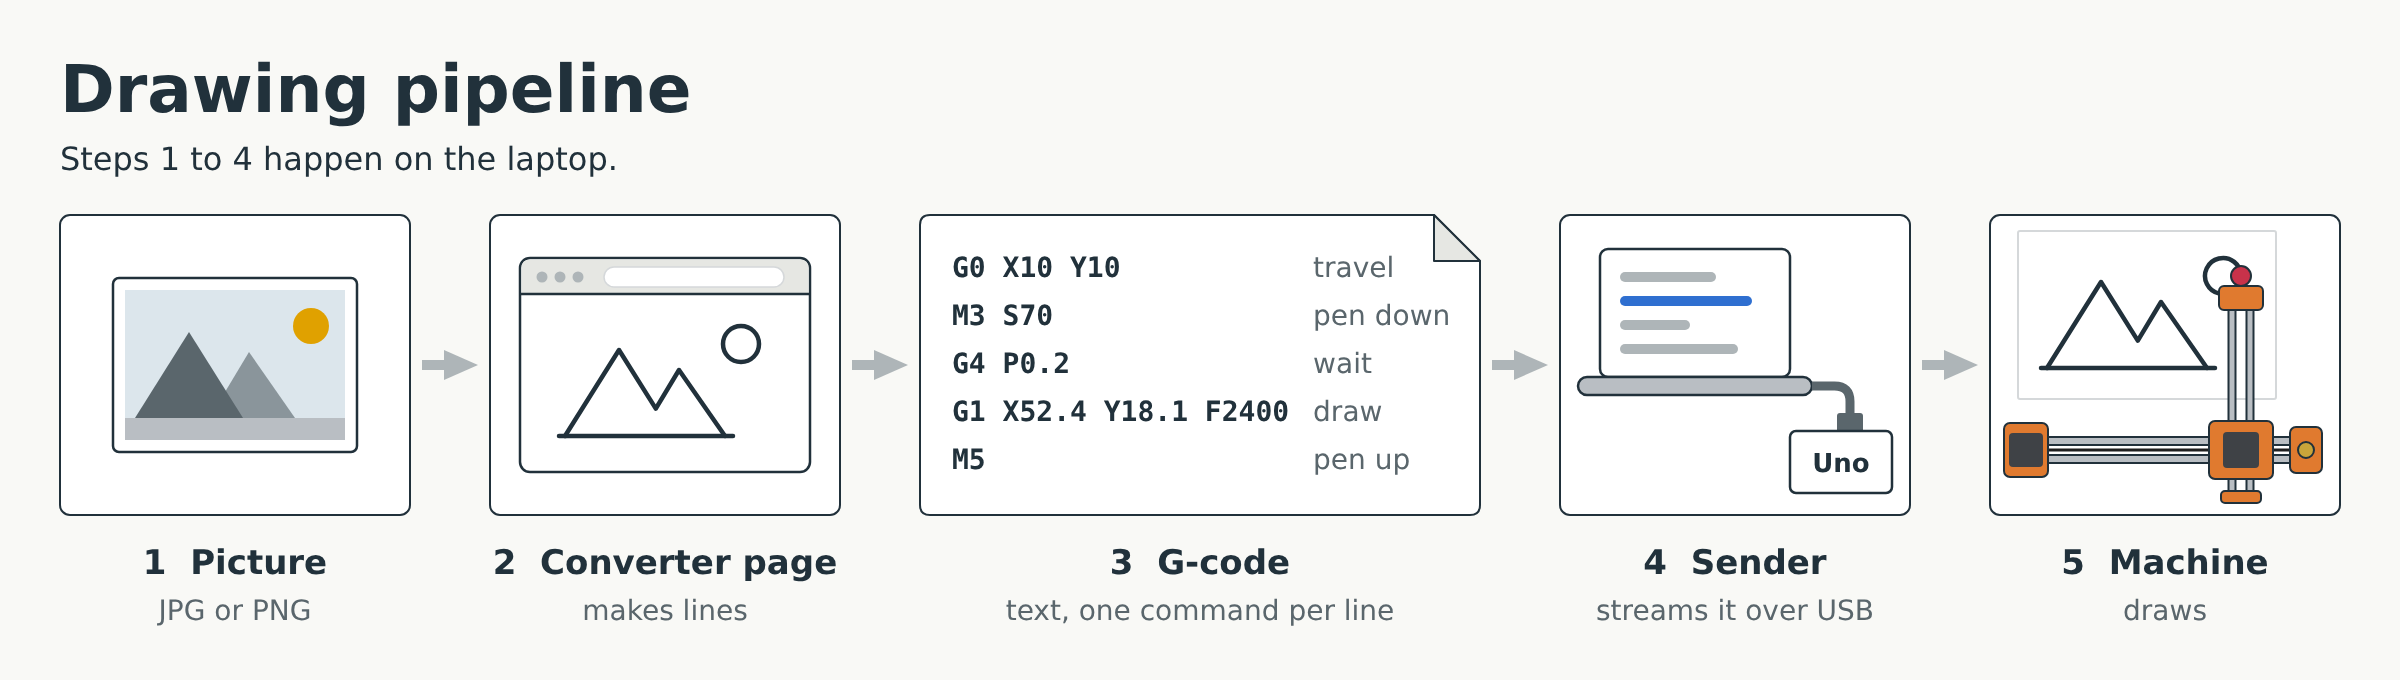 Drawing pipeline
Steps 1 to 4 happen on the laptop.
G0 X10 Y10 travel
M3 S70 pen down
G4 P0.2 wait
G1 X52.4 Y18.1 F2400 draw
M5 pen up
Uno
1 Picture
JPG or PNG
2 Converter page
makes lines
3 G-code
text, one command per line
4 Sender
streams it over USB
5 Machine
draws